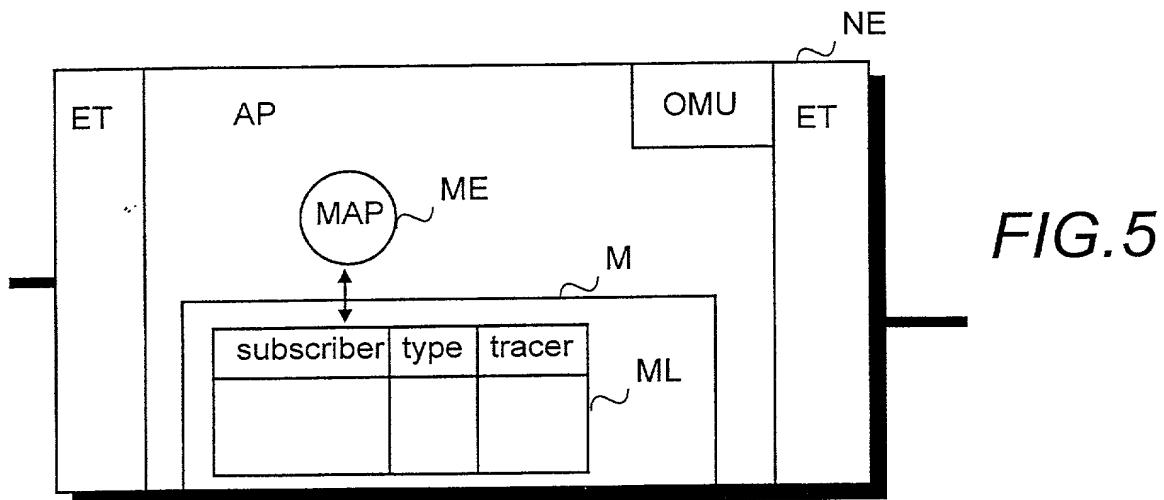 NE
ET
AP
OMU
ET
MAP
ME
FIG.5
M
subscriber
type
tracer
ML